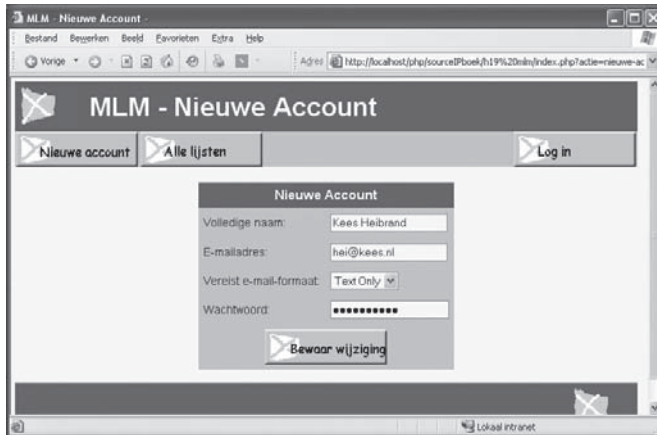 MLM - Nieuwe Account -
Bestand Bewerken Beeld Favorieten Extra Help
Vorige Adres http://localhost/php/sourceIPboek/h19%20mlm/index.php?actie=nieuwe-ac
MLM - Nieuwe Account
Nieuwe account Alle lijsten Log in
Nieuwe Account
Volledige naam: Kees Heibrand
E-mailadres: hei@kees.nl
Vereist e-mail-formaat: Text Only
Wachtwoord: ●●●●●●●●●●
Bewaar wijziging
Lokaal intranet